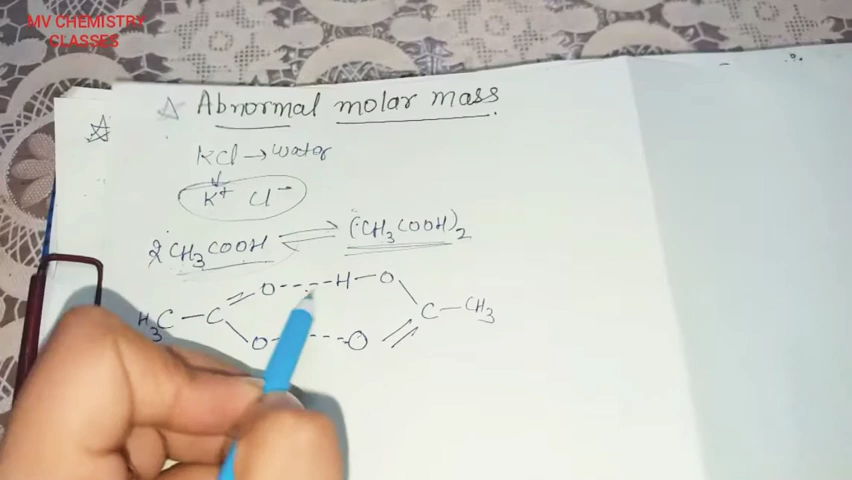 MV CHEMISTRY
CLASSES
Abnormal molar mass
KCl → water
K+ Cl-
2CH3COOH ⇌ (CH3COOH)2
O----H-O
H3C-C C-CH3
O ---O